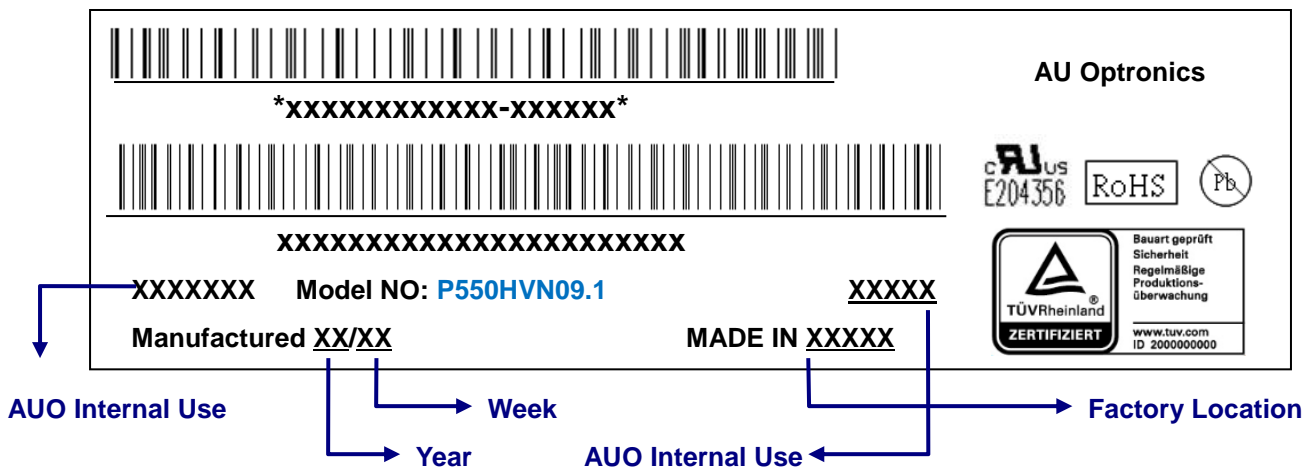 AU Optronics
*xxxxxxxxxxxx-xxxxxx*
c RU us
E204356
RoHS
Pb
xxxxxxxxxxxxxxxxxxxxxxx
Bauart geprüft
Sicherheit
Regelmäßige
Produktions-
überwachung
TÜVRheinland®
ZERTIFIZIERT
www.tuv.com
ID 2000000000
XXXXXXX Model NO: P550HVN09.1 XXXXX
Manufactured XX/XX MADE IN XXXXX
AUO Internal Use
Week
Factory Location
Year
AUO Internal Use